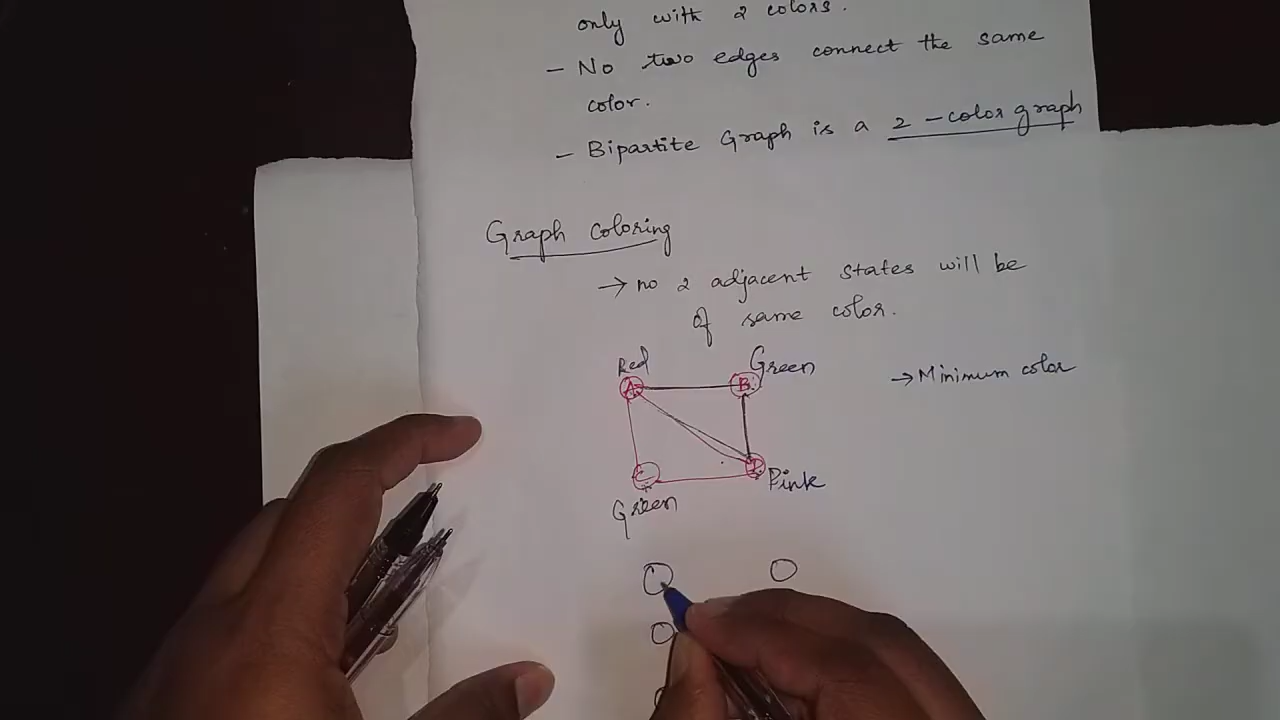 only with 2 colors.
- No two edges connect the same
color.
- Bipartite Graph is a 2 -color graph
Graph coloring
→ no 2 adjacent states will be
of same color.
Red
Green
A
B
→ Minimum color
C
Pink
Green